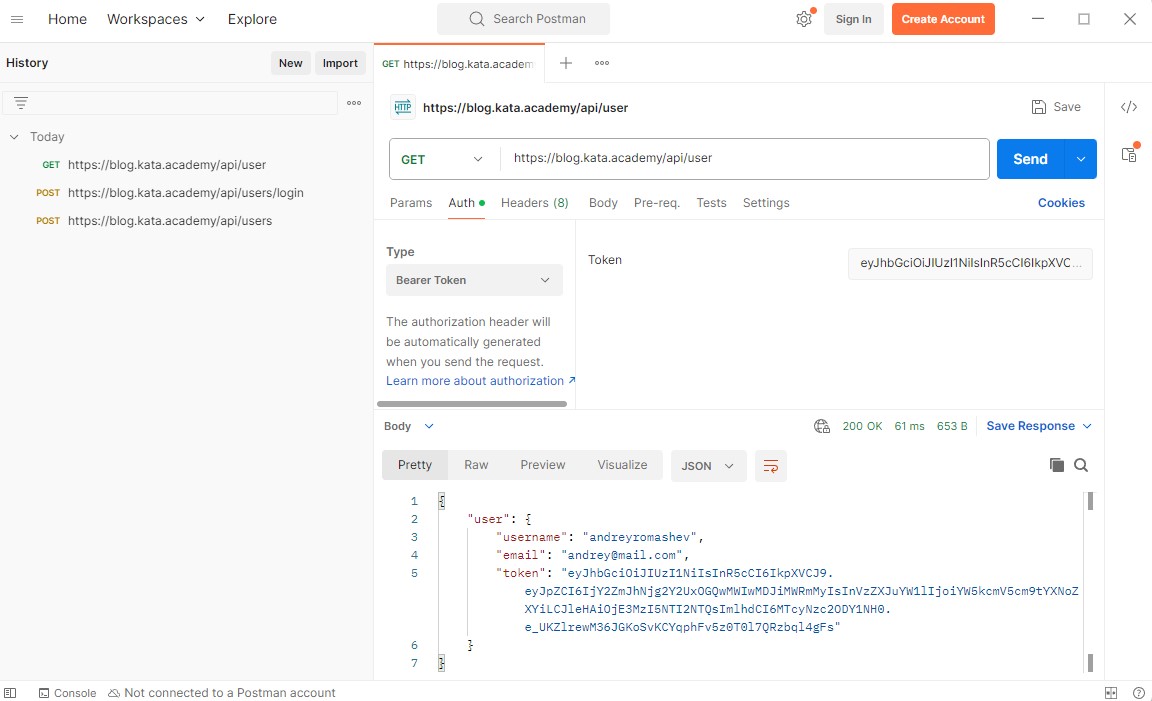 Home Workspaces Explore Search Postman Sign In Create Account
History New Import GET https://blog.kata.academ
HTTP https://blog.kata.academy/api/user Save
Today
GET https://blog.kata.academy/api/user
POST https://blog.kata.academy/api/users/login
POST https://blog.kata.academy/api/users
GET https://blog.kata.academy/api/user Send
Params Auth Headers (8) Body Pre-req. Tests Settings Cookies
Type
Bearer Token
The authorization header will
be automatically generated
when you send the request.
Learn more about authorization ↗
Token eyJhbGciOiJIUzI1NiIsInR5cCI6IkpXVC...
Body 200 OK 61 ms 653 B Save Response
Pretty Raw Preview Visualize JSON
1 {
2 "user": {
3 "username": "andreyromashev",
4 "email": "andrey@mail.com",
5 "token": "eyJhbGciOiJIUzI1NiIsInR5cCI6IkpXVCJ9.
eyJpZCI6IjY2ZmJhNjg2Y2UxOGQwMWIwMDJiMWRmMyIsInVzZXJuYW1lIjoiYW5kcmV5cm9tYXNoZ
XYiLCJleHAiOjE3MzI5NTI2NTQsImlhdCI6MTcyNzc2ODY1NH0.
e_UKZlrewM36JGKoSvKCYqphFv5z0T0l7QRzbql4gFs"
6 }
7 }
Console Not connected to a Postman account